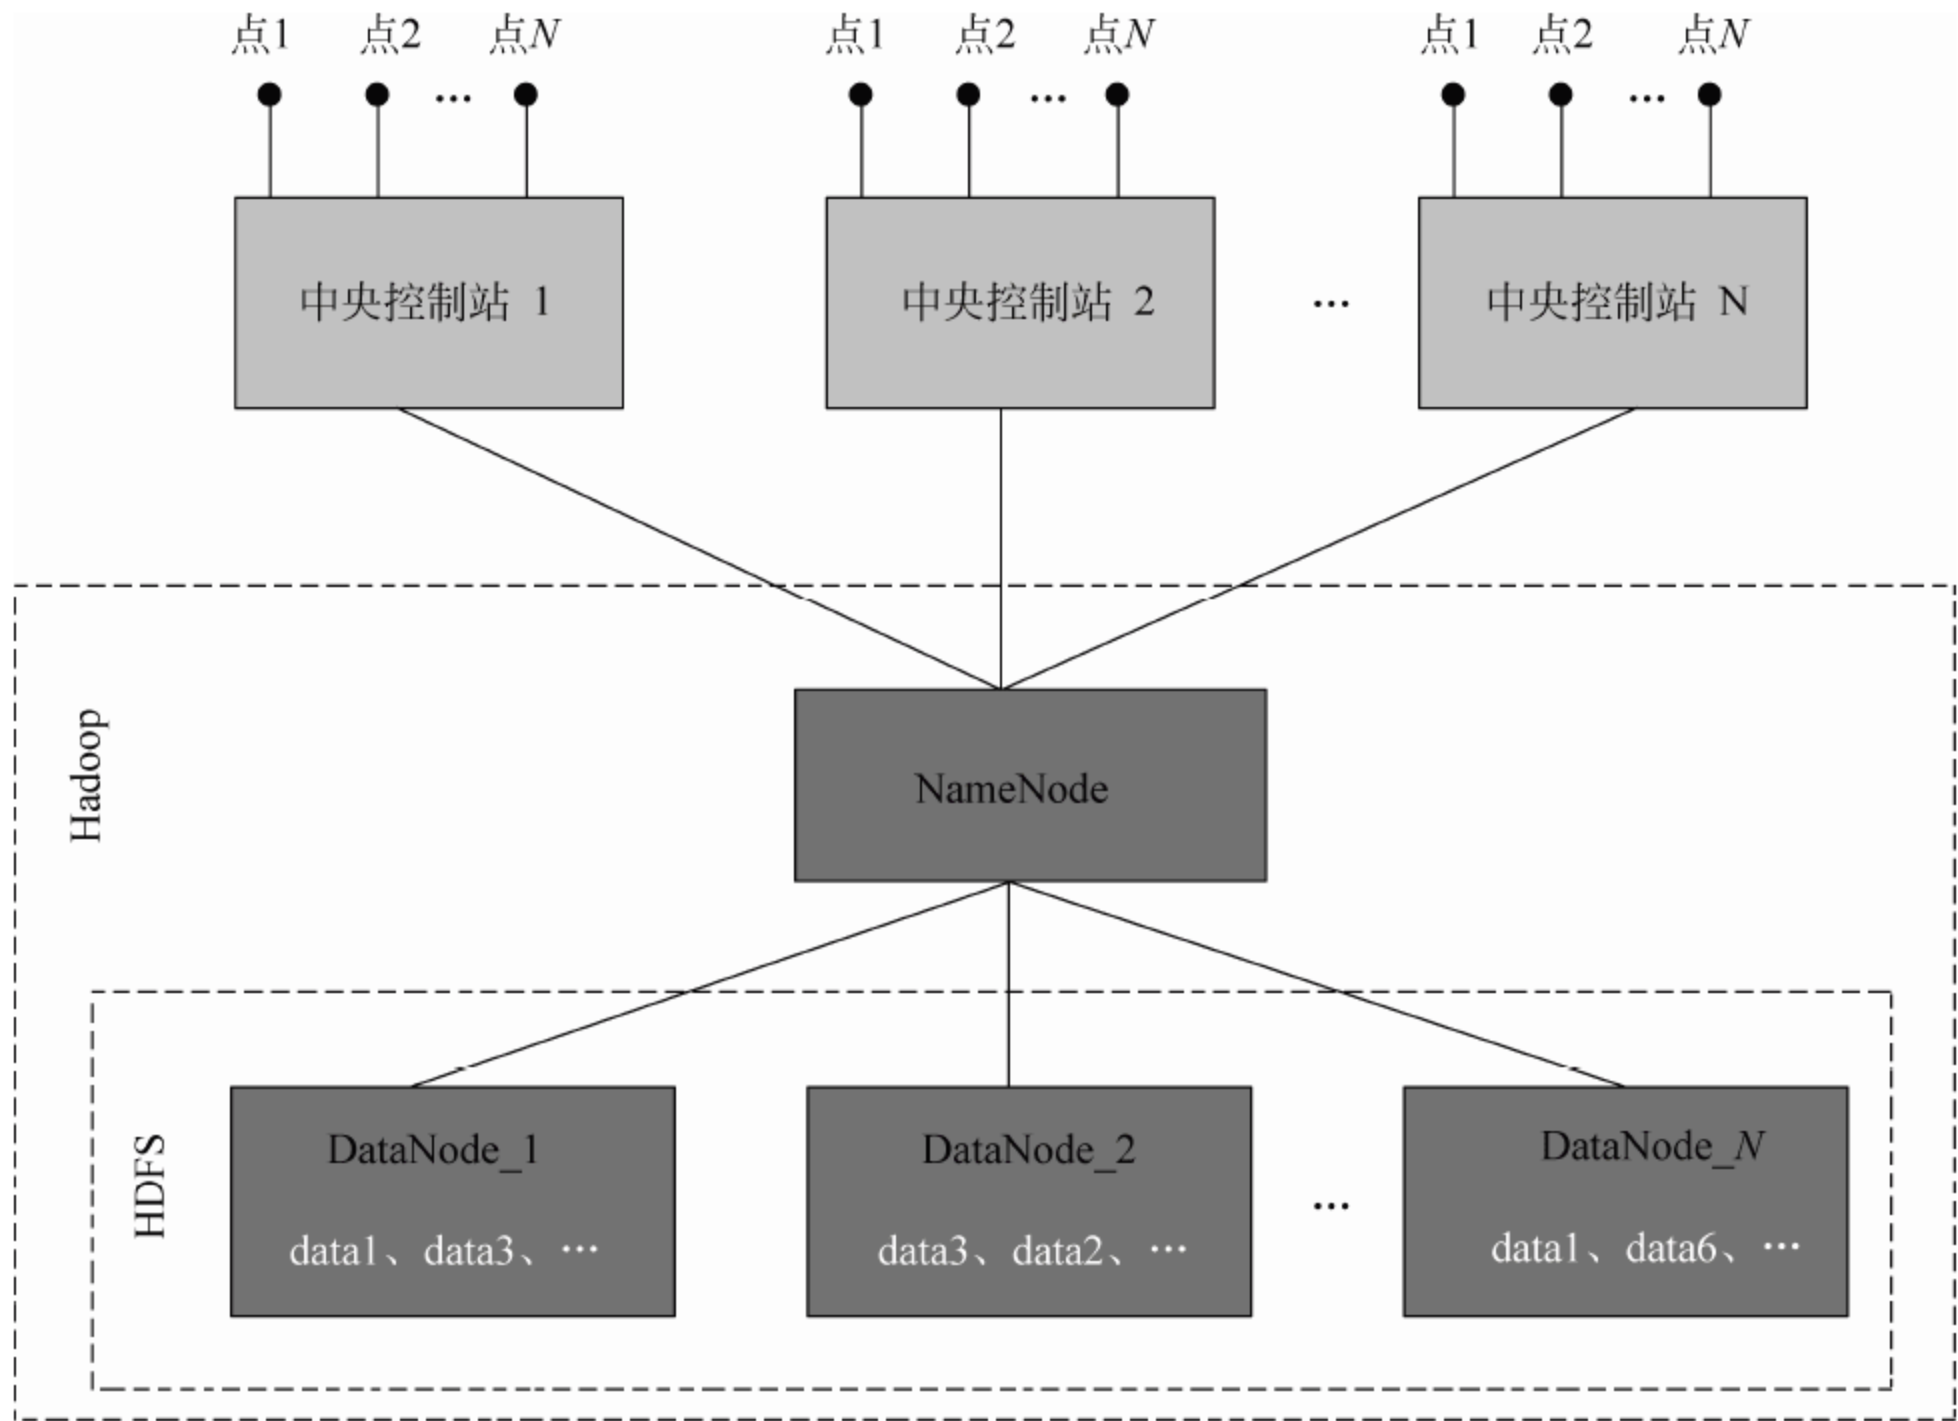 点1 点2 点N 点1 点2 点N 点1 点2 点N
... ... ...
中央控制站 1 中央控制站 2 ... 中央控制站 N
Hadoop
NameNode
HDFS
DataNode_1 DataNode_2 DataNode_N
...
data1、data3、… data3、data2、… data1、data6、…